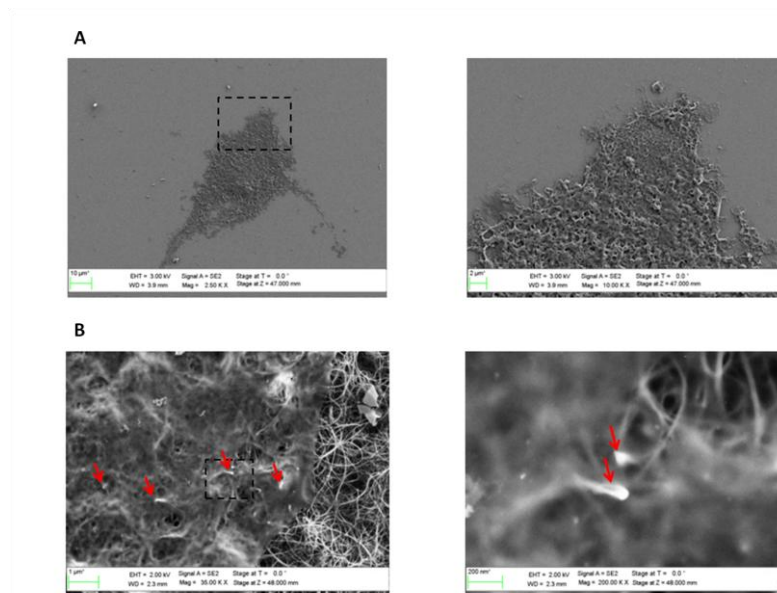 A
10 µm*
EHT = 3.00 kV Signal A = SE2 Stage at T = 0.0 °
WD = 3.9 mm Mag = 2.50 K X Stage at Z = 47.000 mm
2 µm*
EHT = 3.00 kV Signal A = SE2 Stage at T = 0.0 °
WD = 3.9 mm Mag = 10.00 K X Stage at Z = 47.000 mm
B
1 µm*
EHT = 2.00 kV Signal A = SE2 Stage at T = 0.0 °
WD = 2.3 mm Mag = 35.00 K X Stage at Z = 48.000 mm
200 nm*
EHT = 2.00 kV Signal A = SE2 Stage at T = 0.0 °
WD = 2.3 mm Mag = 200.00 K X Stage at Z = 48.000 mm